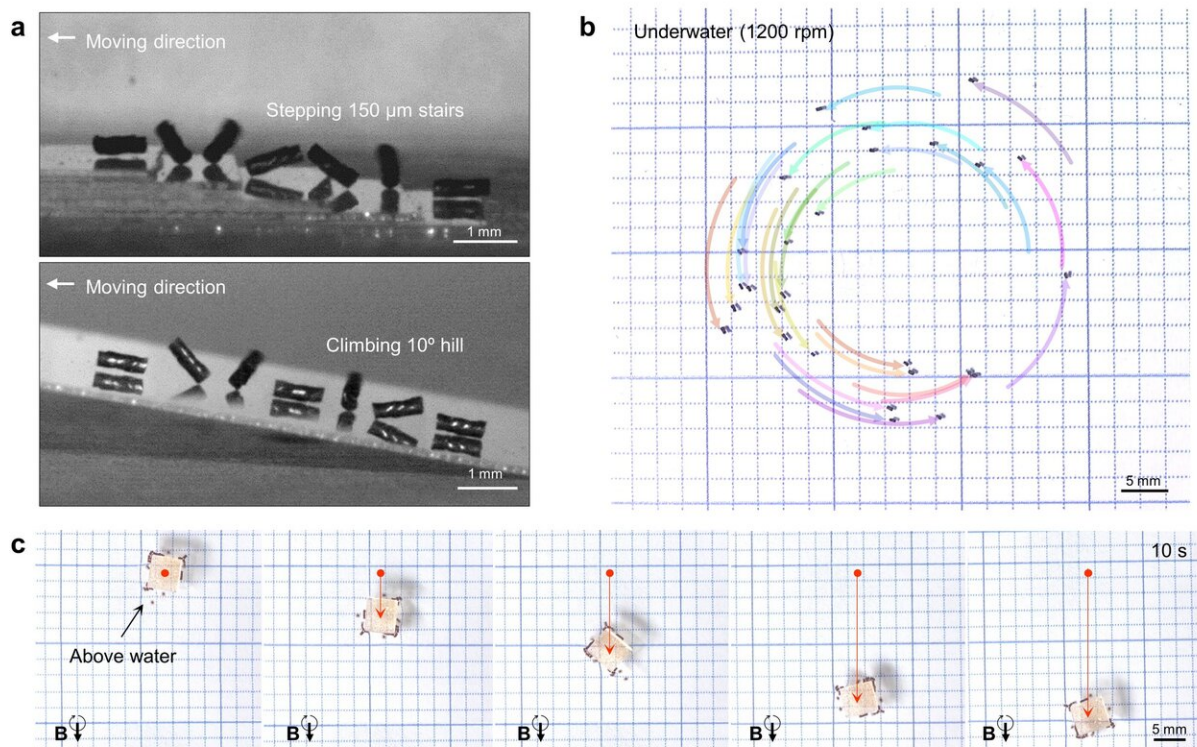 a
← Moving direction
Stepping 150 µm stairs
1 mm
← Moving direction
Climbing 10º hill
1 mm
b
Underwater (1200 rpm)
5 mm
c
Above water
B
B
B
B
10 s
B
5 mm